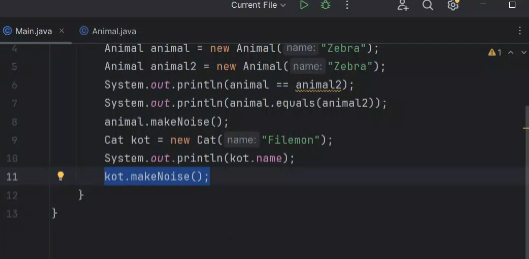 Current File
Main.java
Animal.java
4 Animal animal = new Animal( name: "Zebra");
5 Animal animal2 = new Animal( name: "Zebra");
6 System.out.println(animal == animal2);
7 System.out.println(animal.equals(animal2));
8 animal.makeNoise();
9 Cat kot = new Cat( name: "Filemon");
10 System.out.println(kot.name);
11 kot.makeNoise();
12 }
13 }
1